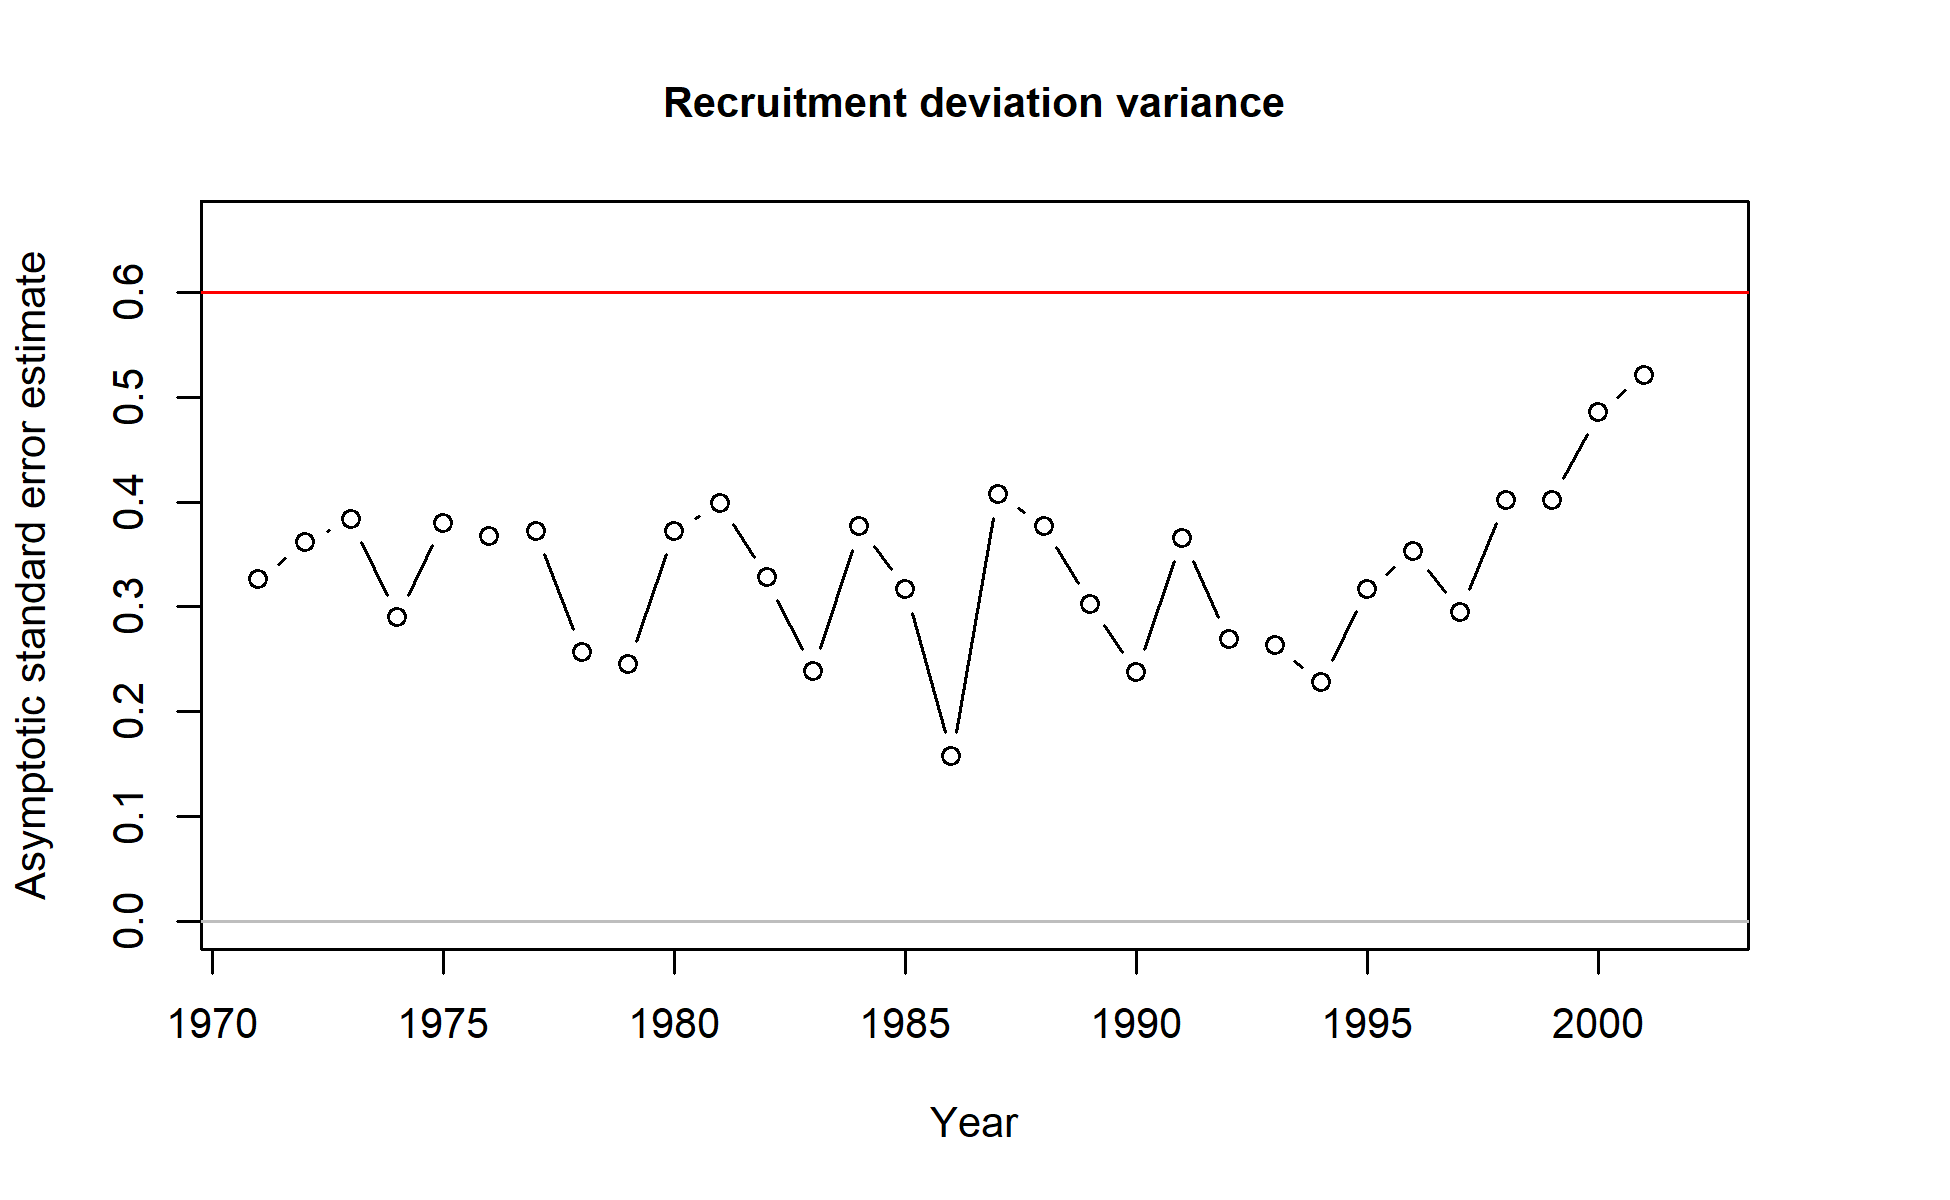 Recruitment deviation variance
Asymptotic standard error estimate
0.6
0.5
0.4
0.3
0.2
0.1
0.0
1970 1975 1980 1985 1990 1995 2000
Year